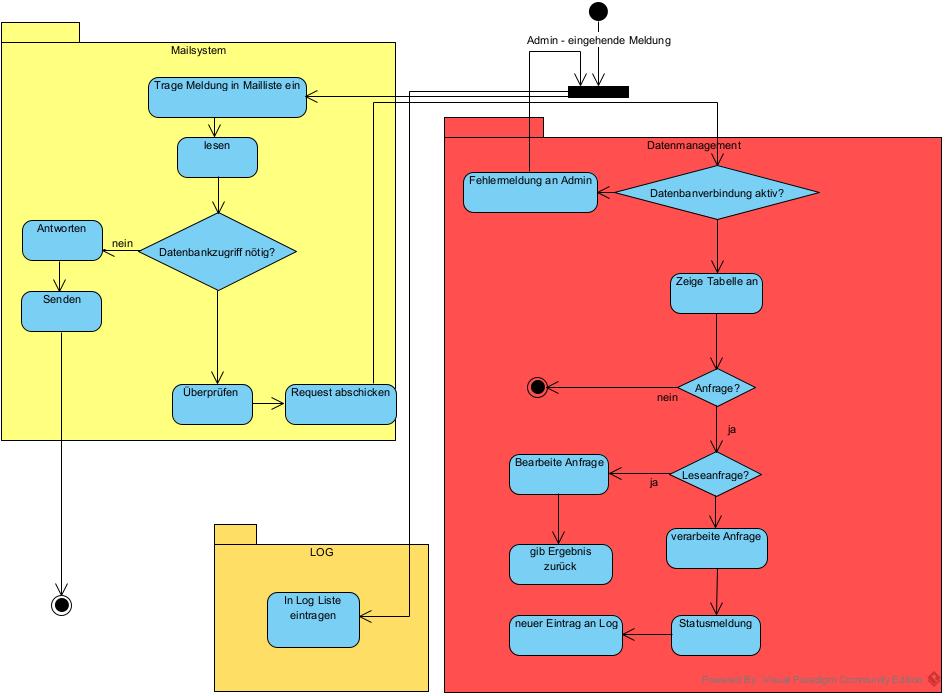 Admin - eingehende Meldung
Mailsystem
Trage Meldung in Mailliste ein
lesen
Datenbankzugriff nötig?
nein
Antworten
Senden
Überprüfen
Request abschicken
Datenmanagement
Fehlermeldung an Admin
Datenbanverbindung aktiv?
Zeige Tabelle an
Anfrage?
nein
ja
Leseanfrage?
ja
Bearbeite Anfrage
gib Ergebnis
zurück
verarbeite Anfrage
Statusmeldung
neuer Eintrag an Log
LOG
In Log Liste
eintragen
Powered By Visual Paradigm Community Edition